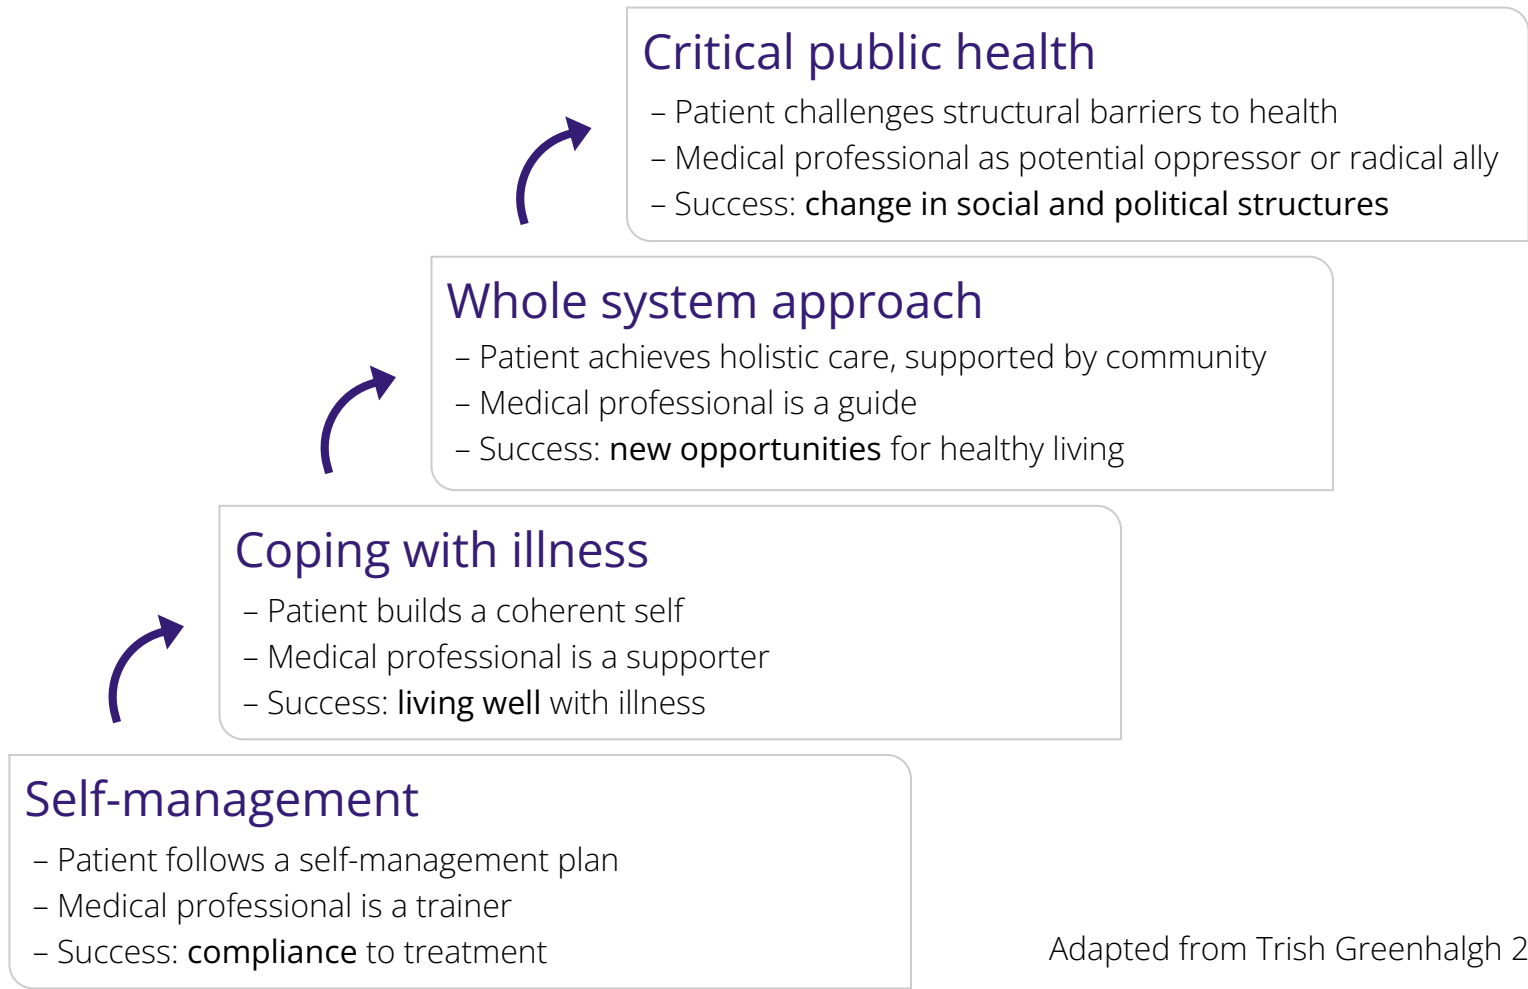 Critical public health
– Patient challenges structural barriers to health
– Medical professional as potential oppressor or radical ally
– Success: change in social and political structures
Whole system approach
– Patient achieves holistic care, supported by community
– Medical professional is a guide
– Success: new opportunities for healthy living
Coping with illness
– Patient builds a coherent self
– Medical professional is a supporter
– Success: living well with illness
Self-management
– Patient follows a self-management plan
– Medical professional is a trainer
– Success: compliance to treatment
Adapted from Trish Greenhalgh 2